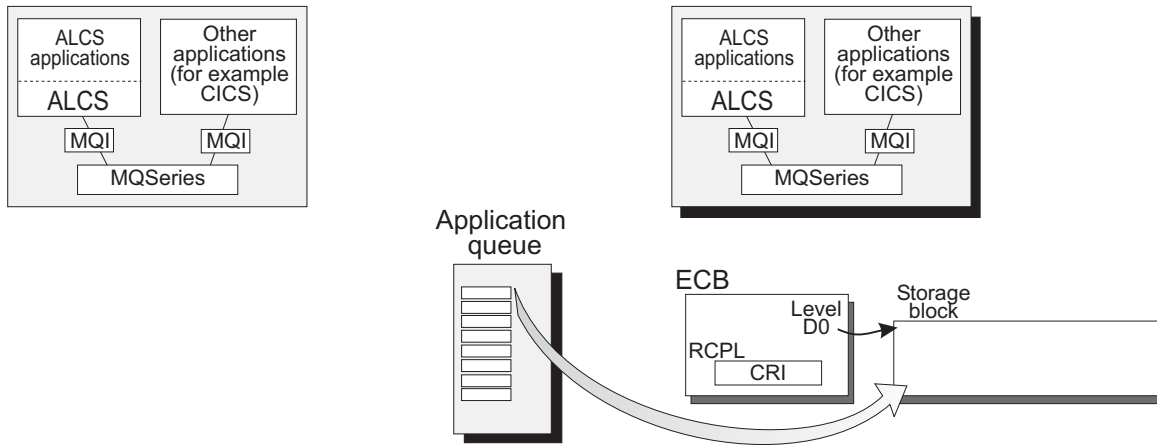 ALCS
applications
ALCS
Other
applications
(for example
CICS)
MQI
MQI
MQSeries
ALCS
applications
ALCS
Other
applications
(for example
CICS)
MQI
MQI
MQSeries
Application
queue
ECB
Level
D0
RCPL
CRI
Storage
block